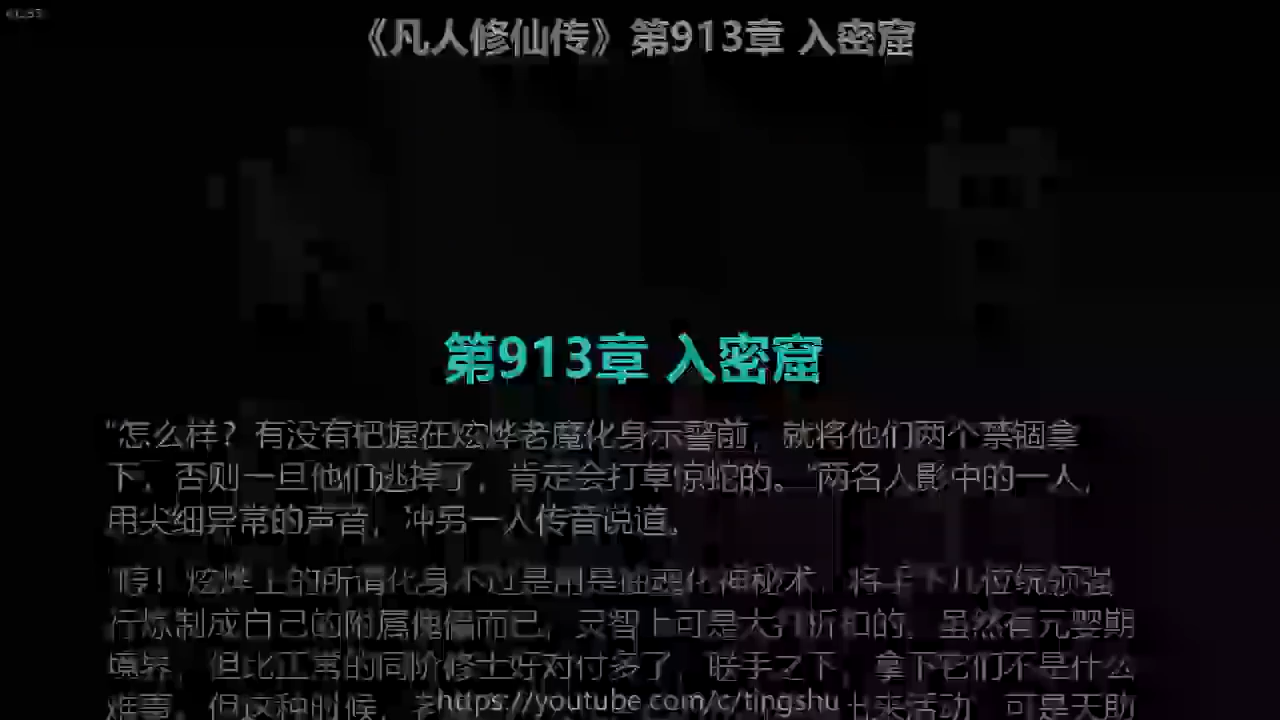 《凡人修仙传》第913章 入密窟
第913章 入密窟
"怎么样？有没有把握在炫烨老魔化身示警前，就将他们两个禁锢拿
下，否则一旦他们逃掉了，肯定会打草惊蛇的。"两名人影中的一人，
用尖细异常的声音，冲另一人传音说道。
"哼！炫烨上的所谓化身不过是用是抽魂化神秘术，将手下几位统领强
行炼制成自己的附属傀儡而已，灵智上可是大打折扣的，虽然有元婴期
境界，但比正常的同阶修士好对付多了，联手之下，拿下它们不是什么
难事，但这种时候，老 https://youtube.com/c/tingshu 出来活动，可是天助